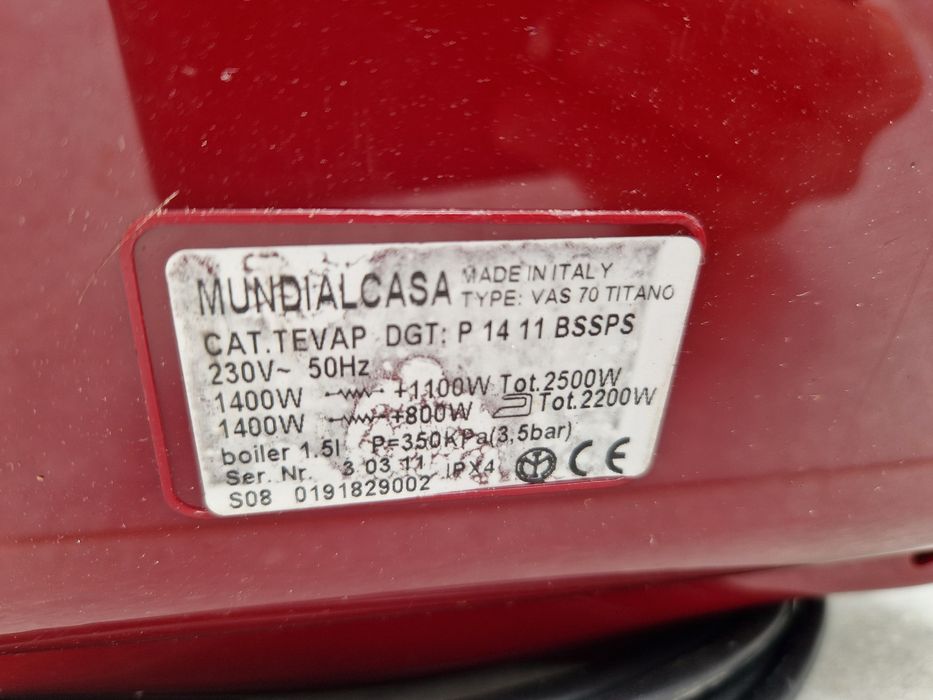 MUNDIALCASA MADE IN ITALY
TYPE: VAS 70 TITANO
CAT.TEVAP DGT: P 14 11 BSSPS
230V~ 50Hz
1400W +1100W Tot.2500W
1400W +800W Tot.2200W
boiler 1.5l P=350KPa(3,5bar)
Ser. Nr. 3 03 11 IPX4 CE
S08 0191829002